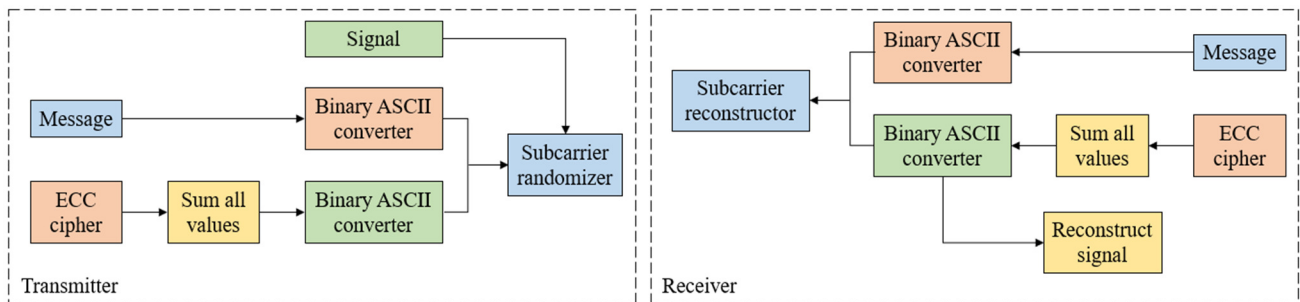 Signal
Message
Binary ASCII
converter
Subcarrier
randomizer
ECC
cipher
Sum all
values
Binary ASCII
converter
Transmitter
Binary ASCII
converter
Message
Subcarrier
reconstructor
Binary ASCII
converter
Sum all
values
ECC
cipher
Reconstruct
signal
Receiver